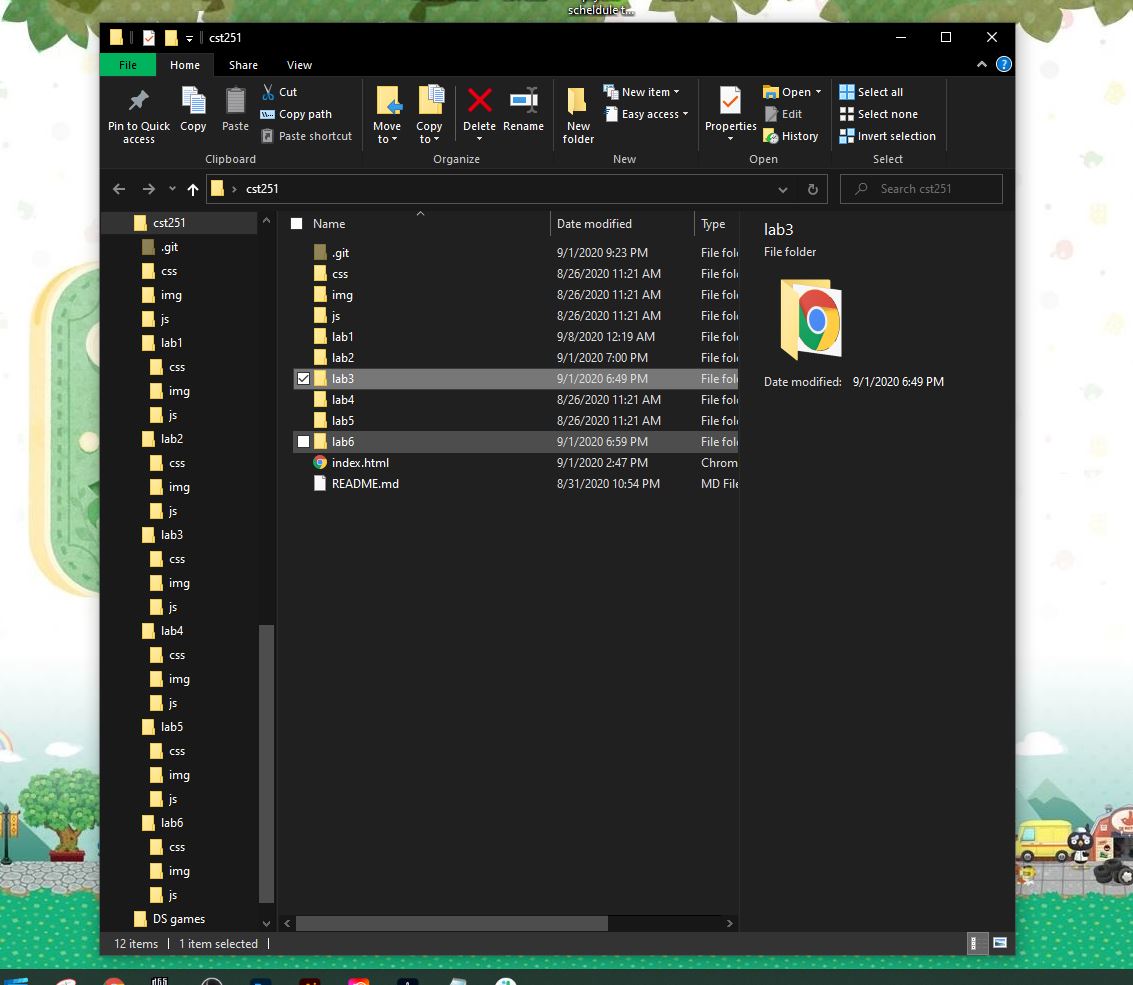 scheldule t...
cst251
File Home Share View
Pin to Quick access
Copy
Paste
Cut
Copy path
Paste shortcut
Clipboard
Move to
Copy to
Delete
Rename
Organize
New folder
New item
Easy access
New
Properties
Open
Edit
History
Open
Select all
Select none
Invert selection
Select
cst251
Search cst251
cst251
.git
css
img
js
lab1
css
img
js
lab2
css
img
js
lab3
css
img
js
lab4
css
img
js
lab5
css
img
js
lab6
css
img
js
DS games
Name Date modified Type
.git 9/1/2020 9:23 PM File fol
css 8/26/2020 11:21 AM File fol
img 8/26/2020 11:21 AM File fol
js 8/26/2020 11:21 AM File fol
lab1 9/8/2020 12:19 AM File fol
lab2 9/1/2020 7:00 PM File fol
lab3 9/1/2020 6:49 PM File fol
lab4 8/26/2020 11:21 AM File fol
lab5 8/26/2020 11:21 AM File fol
lab6 9/1/2020 6:59 PM File fol
index.html 9/1/2020 2:47 PM Chrom
README.md 8/31/2020 10:54 PM MD File
lab3
File folder
Date modified: 9/1/2020 6:49 PM
12 items 1 item selected